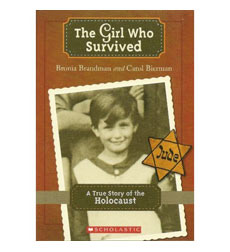 The Girl Who
Survived
Bronia Brandman and Carol Bierman
Jude
A True Story of the
Holocaust
SCHOLASTIC